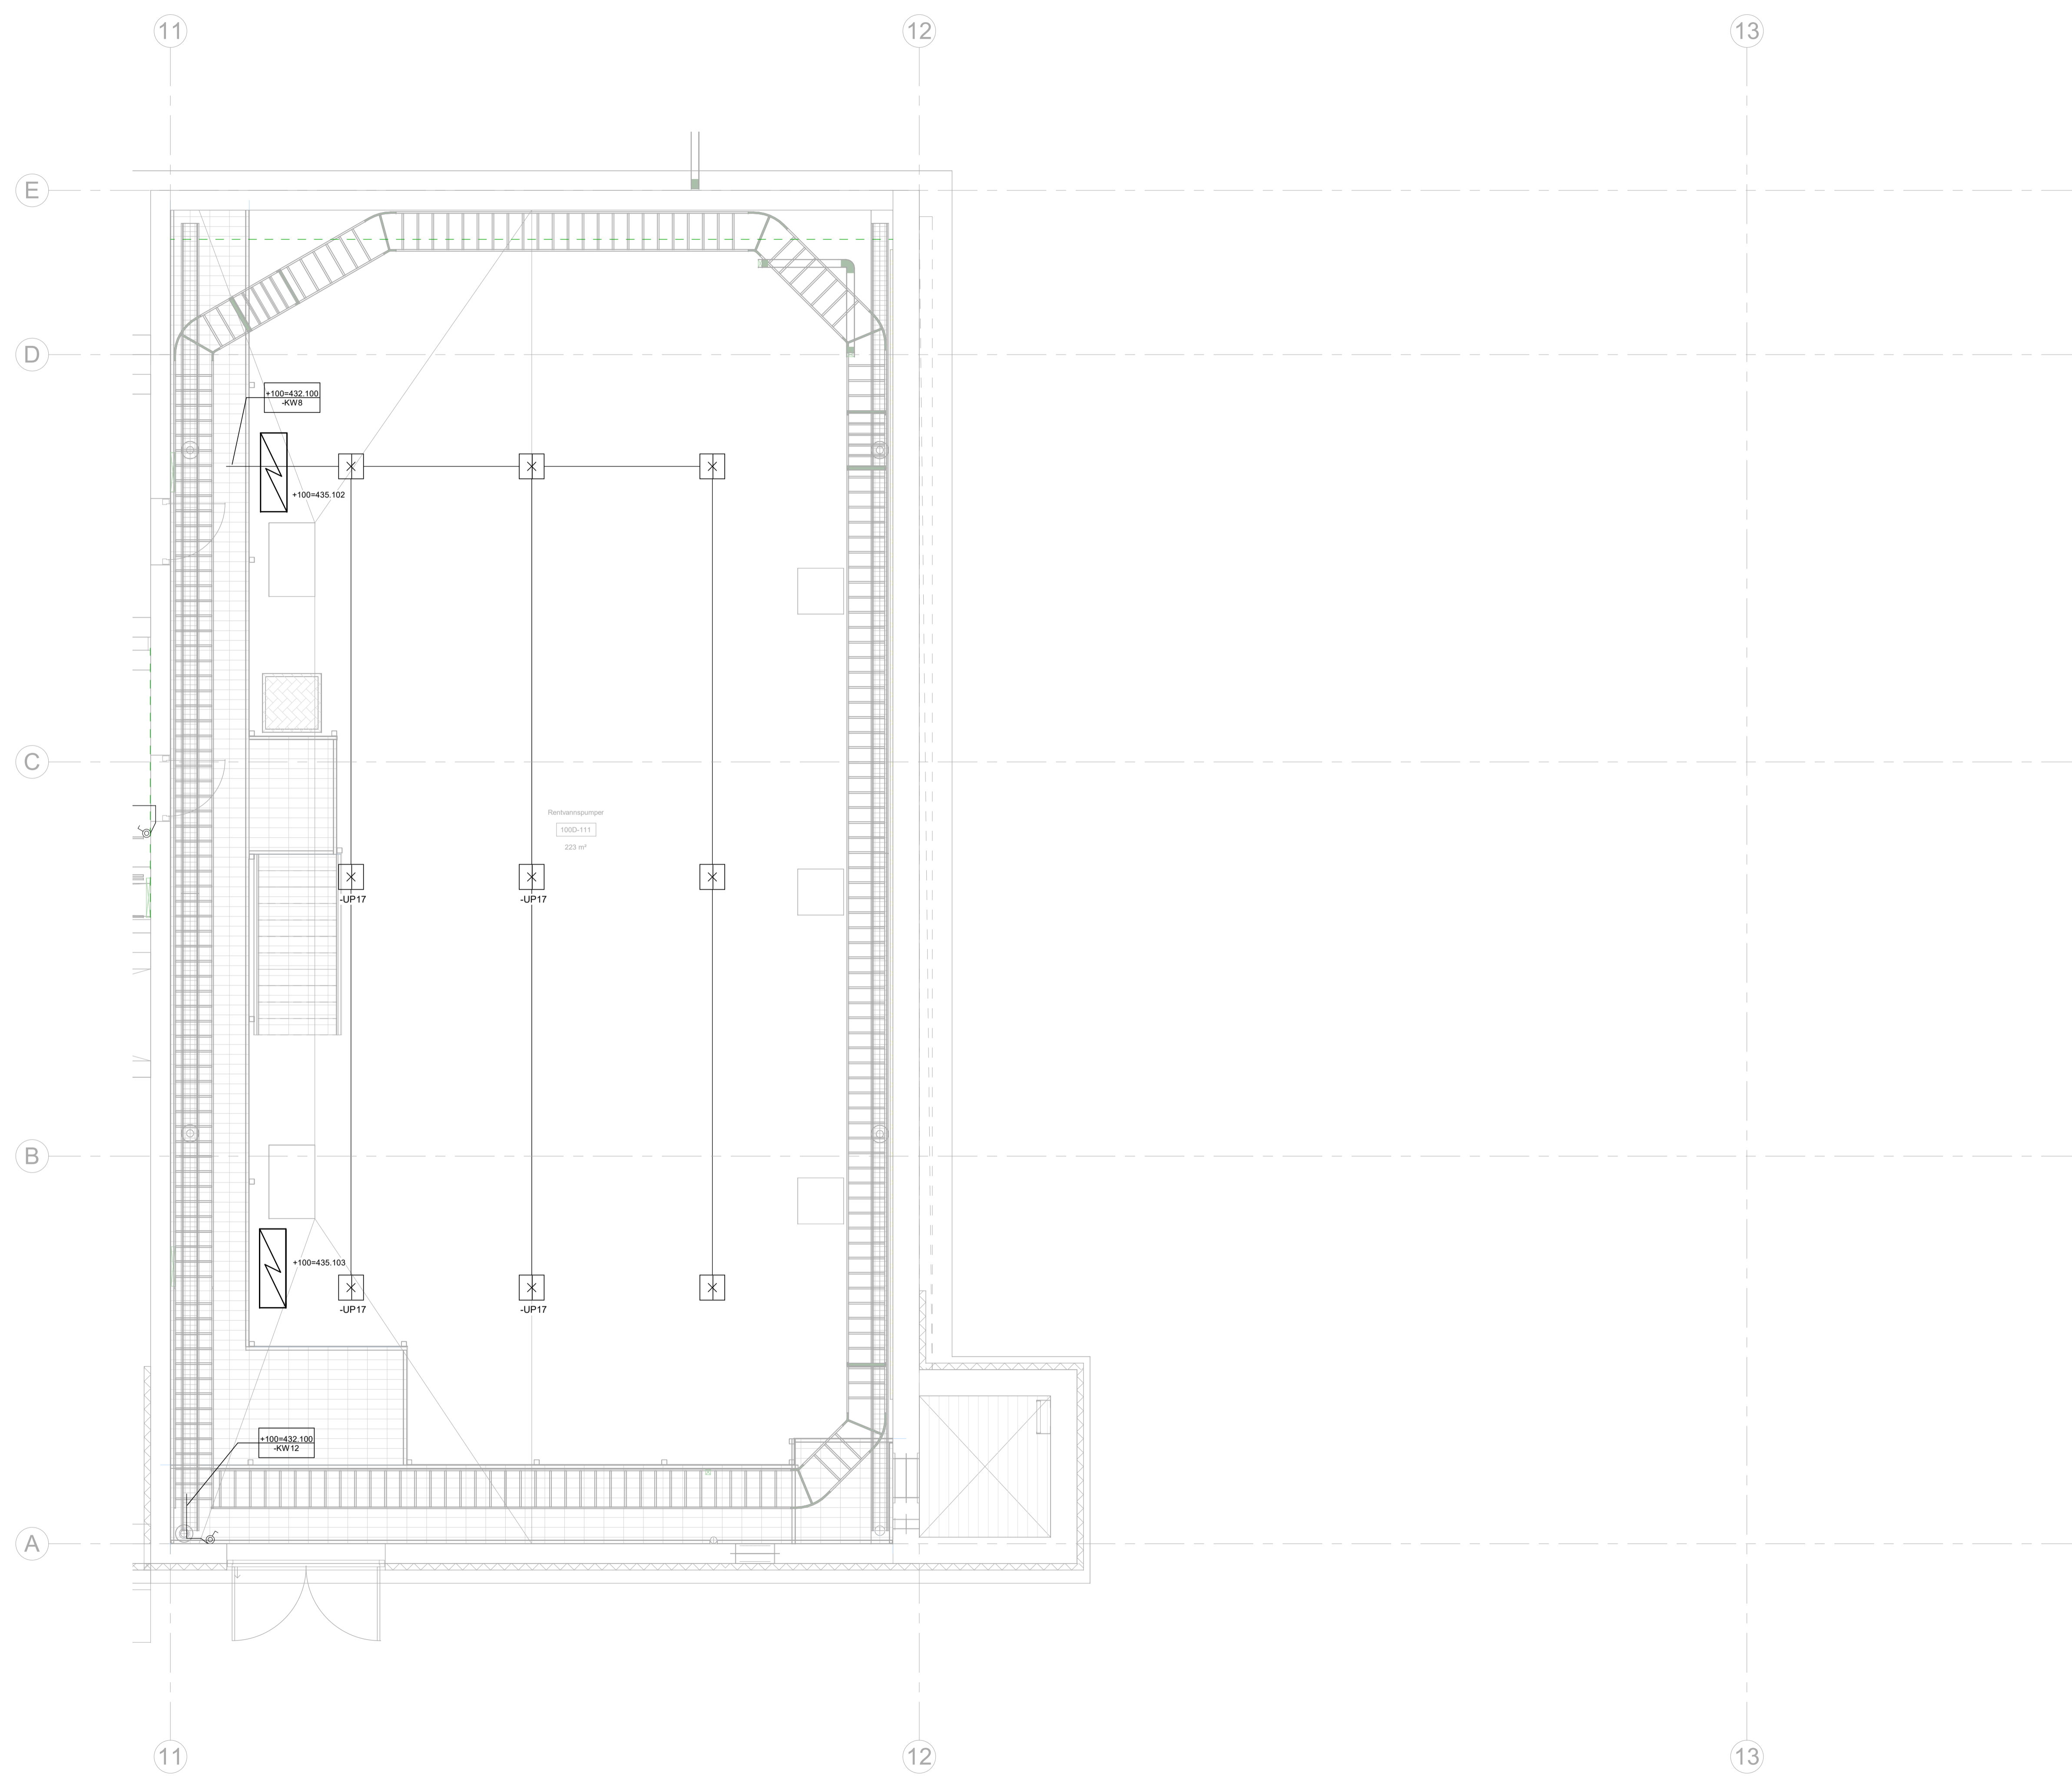 11
12
13
E
D
+100=432.100
-KW8
+100=435.102
C
Rentvannspumper
100D-111
223 m²
-UP17
-UP17
B
+100=435.103
-UP17
-UP17
+100=432.100
-KW12
A
11
12
13